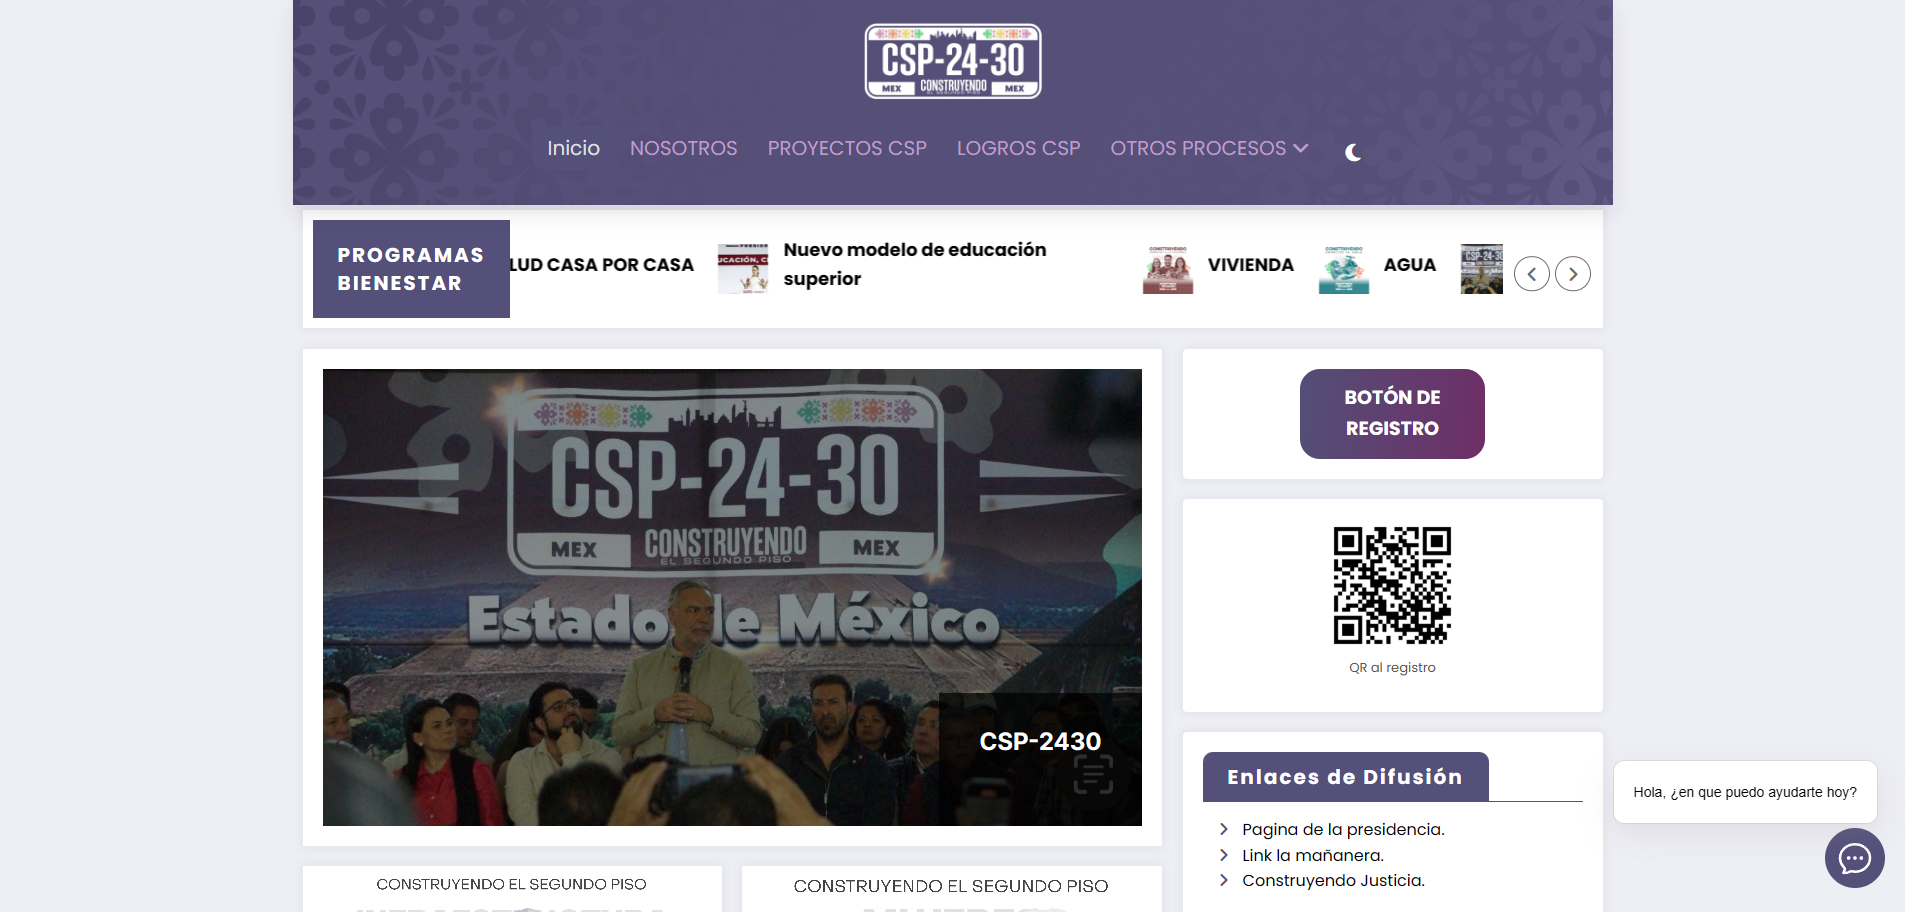 CSP-24-30
MEX CONSTRUYENDO MEX
EL SEGUNDO PISO
Inicio NOSOTROS PROYECTOS CSP LOGROS CSP OTROS PROCESOS
PROGRAMAS
BIENESTAR
LUD CASA POR CASA
Nuevo modelo de educación
superior
VIVIENDA
AGUA
CSP-24-30
MEX CONSTRUYENDO MEX
EL SEGUNDO PISO
Estado de México
CSP-2430
BOTÓN DE
REGISTRO
QR al registro
Enlaces de Difusión
Pagina de la presidencia.
Link la mañanera.
Construyendo Justicia.
Hola, ¿en que puedo ayudarte hoy?
CONSTRUYENDO EL SEGUNDO PISO
CONSTRUYENDO EL SEGUNDO PISO